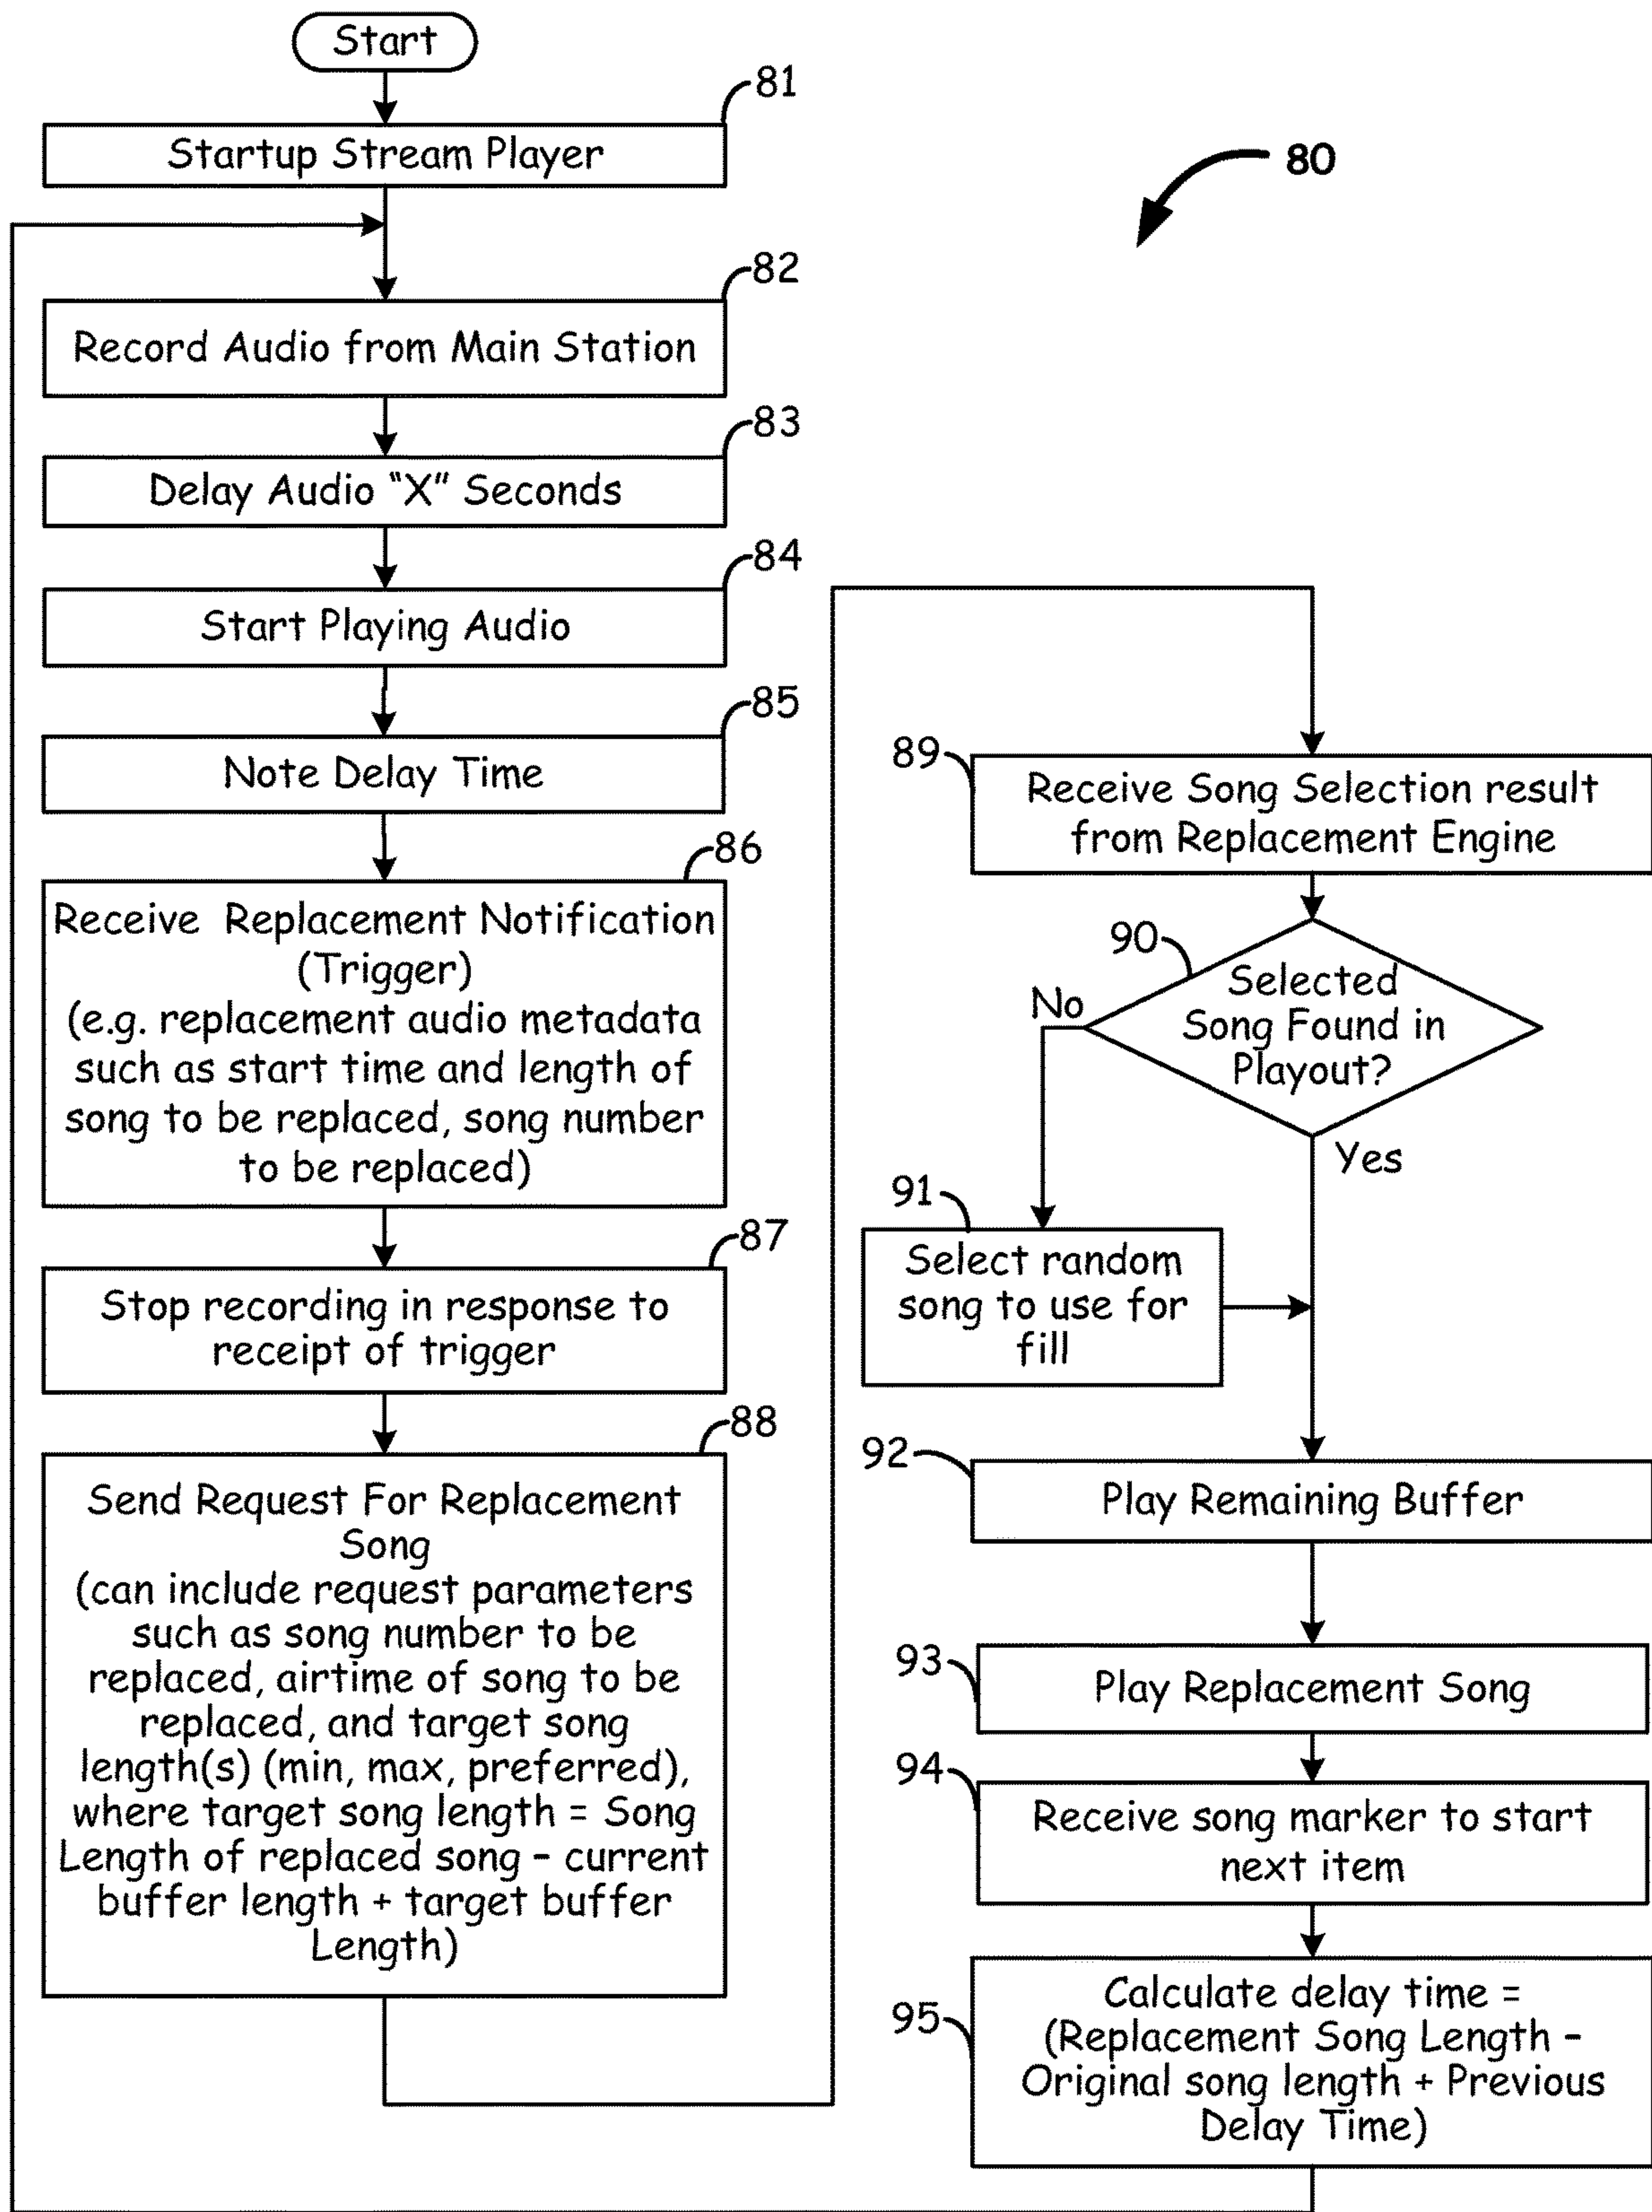 Start
81
Startup Stream Player
80
82
Record Audio from Main Station
83
Delay Audio “X” Seconds
84
Start Playing Audio
85
Note Delay Time
86
Receive Replacement Notification
(Trigger)
(e.g. replacement audio metadata
such as start time and length of
song to be replaced, song number
to be replaced)
87
Stop recording in response to
receipt of trigger
88
Send Request For Replacement
Song
(can include request parameters
such as song number to be
replaced, airtime of song to be
replaced, and target song
length(s) (min, max, preferred),
where target song length = Song
Length of replaced song – current
buffer length + target buffer
Length)
89
Receive Song Selection result
from Replacement Engine
90
Selected
Song Found in
Playout?
No
Yes
91
Select random
song to use for
fill
92
Play Remaining Buffer
93
Play Replacement Song
94
Receive song marker to start
next item
95
Calculate delay time =
(Replacement Song Length –
Original song length + Previous
Delay Time)